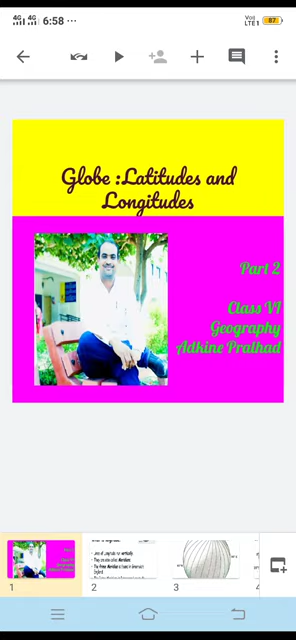 4G 4G 6:58 ...
Vo))
LTE1
87
Globe :Latitudes and
Longitudes
Part 2
Class VI
Geography
Adkine Pralhad
1
2
3